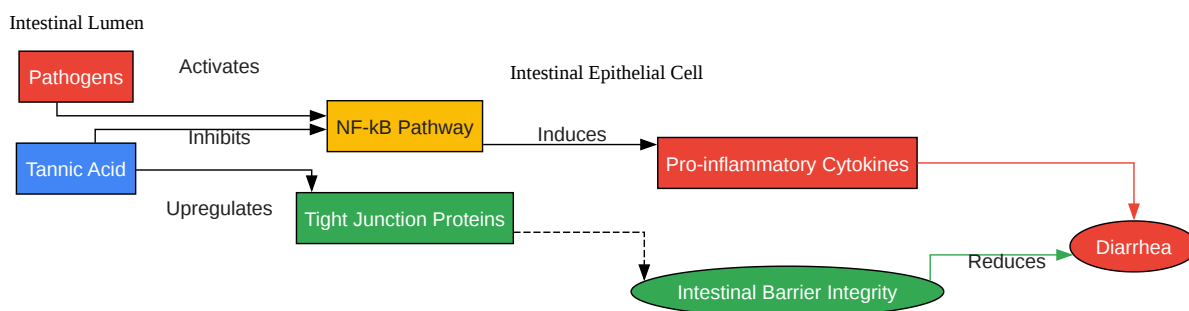 Intestinal Lumen
Pathogens
Activates
Intestinal Epithelial Cell
Inhibits
NF-kB Pathway
Induces
Tannic Acid
Pro-inflammatory Cytokines
Upregulates
Tight Junction Proteins
Diarrhea
Reduces
Intestinal Barrier Integrity